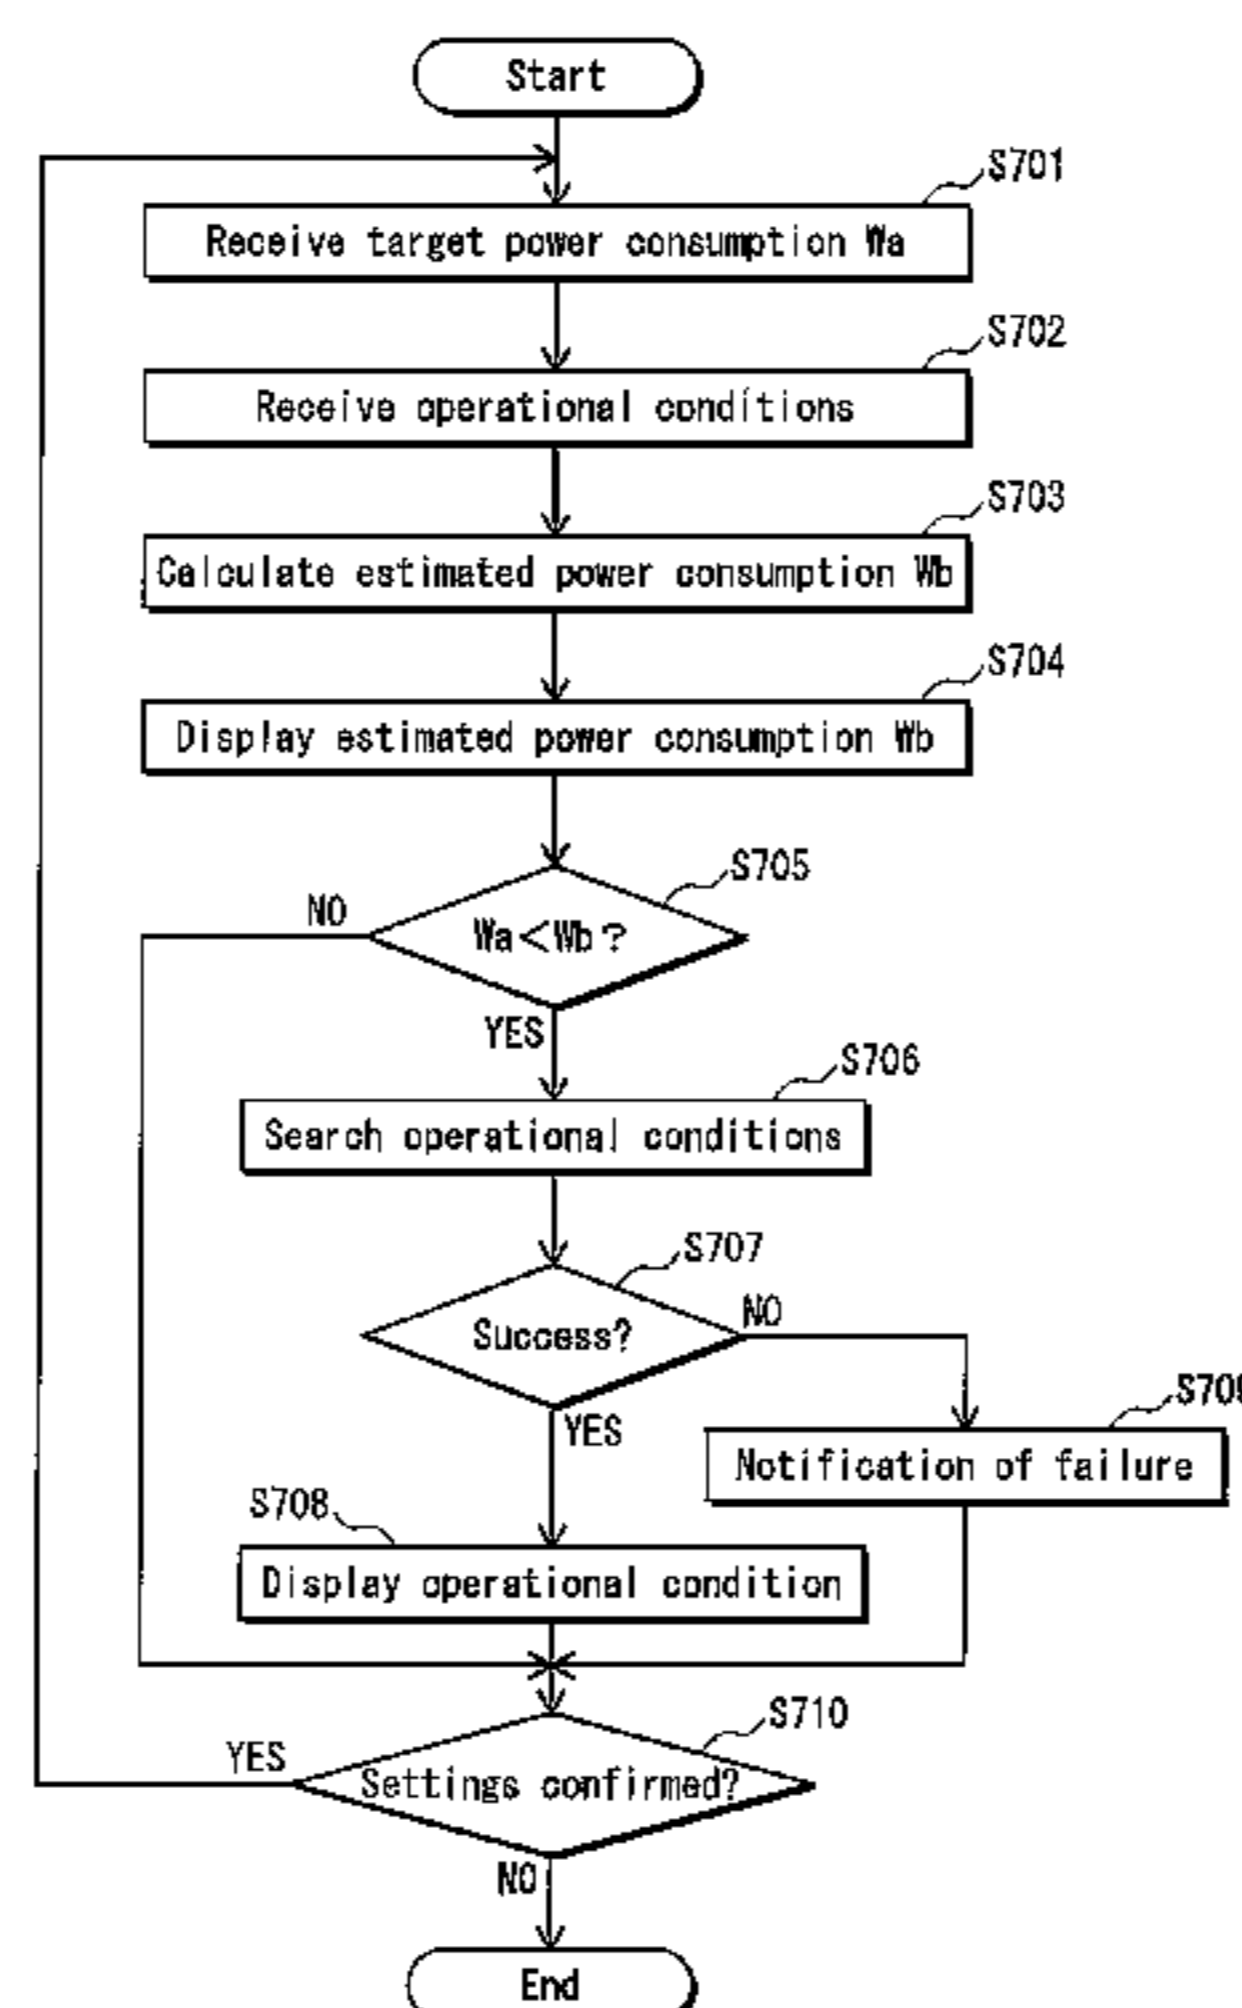 Start
S701
Receive target power consumption Wa
S702
Receive operational conditions
S703
Calculate estimated power consumption Wb
S704
Display estimated power consumption Wb
S705
NO
Wa<Wb?
YES
S706
Search operational conditions
S707
Success?
NO
YES
S709
Notification of failure
S708
Display operational condition
S710
YES
Settings confirmed?
NO
End